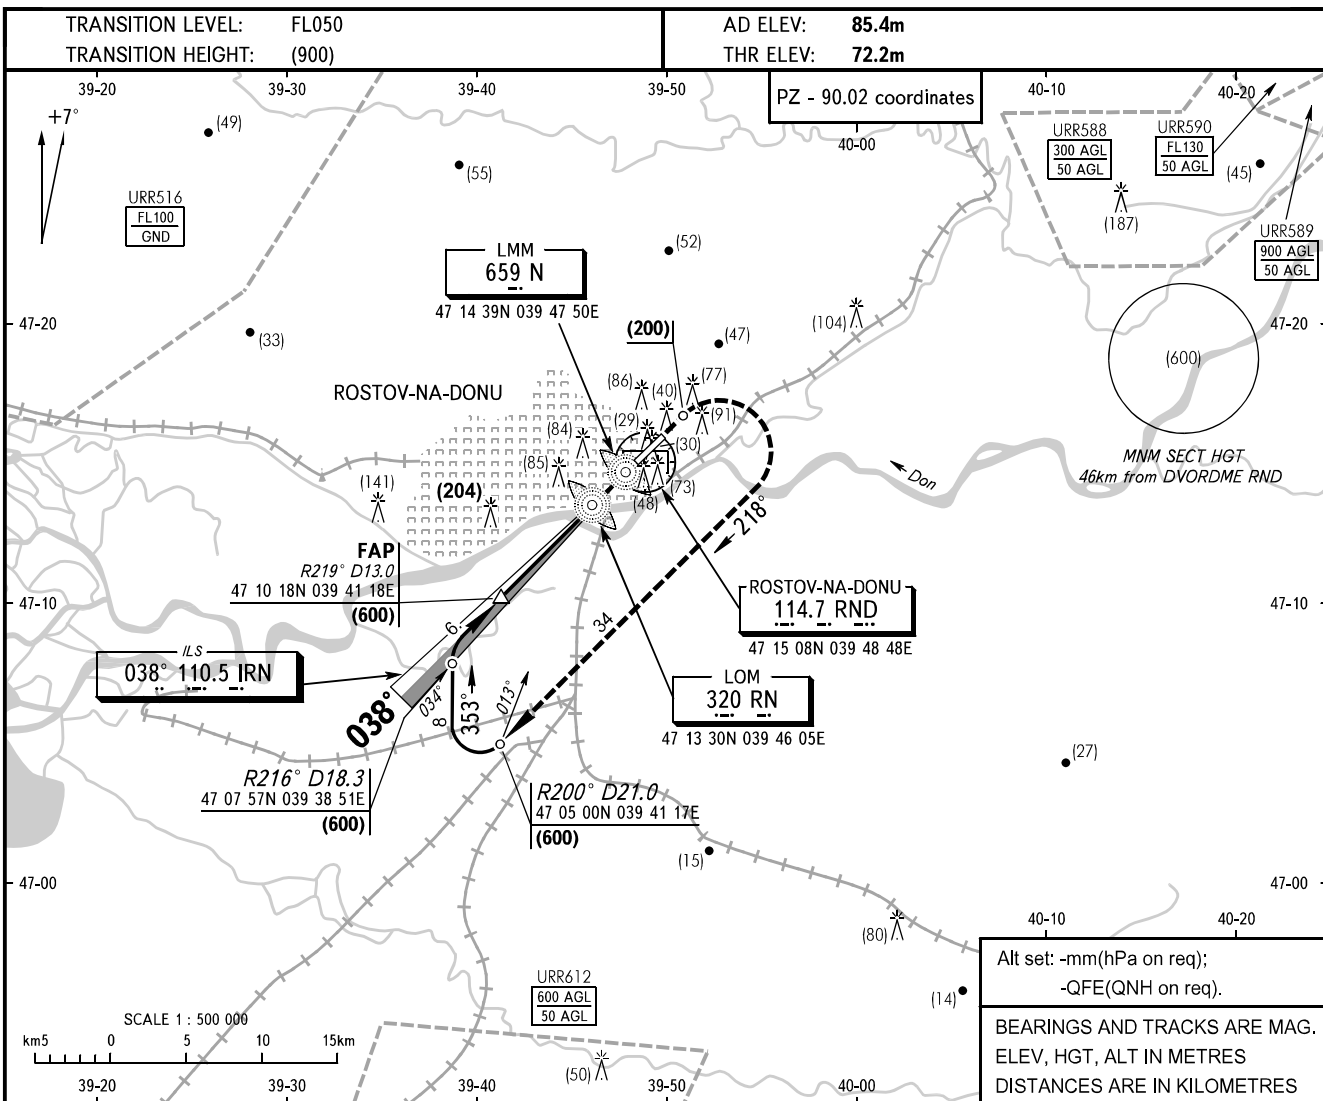 TRANSITION LEVEL: FL050
TRANSITION HEIGHT: (900)
AD ELEV: 85.4m
THR ELEV: 72.2m
39-20
39-30
39-40
39-50
PZ - 90.02 coordinates
40-00
40-10
40-20
+7°
(49)
(55)
(52)
URR516
FL100
GND
URR588
300 AGL
50 AGL
URR590
FL130
50 AGL
(45)
(187)
URR589
900 AGL
50 AGL
LMM
659 N
47 14 39N 039 47 50E
47-20
(33)
(200)
(47)
(104)
47-20
(600)
MNM SECT HGT
46km from DVORDME RND
ROSTOV-NA-DONU
(86)
(40)
(77)
(91)
(29)
(30)
(84)
(85)
(73)
(48)
(141)
(204)
Don
218°
34
FAP
R219° D13.0
47 10 18N 039 41 18E
(600)
47-10
47-10
ROSTOV-NA-DONU
114.7 RND
47 15 08N 039 48 48E
ILS
038° 110.5 IRN
LOM
320 RN
47 13 30N 039 46 05E
6.
038°
034°
8
353°
013°
R216° D18.3
47 07 57N 039 38 51E
(600)
R200° D21.0
47 05 00N 039 41 17E
(600)
(27)
(15)
47-00
47-00
(80)
40-10
40-20
(14)
URR612
600 AGL
50 AGL
(50)
SCALE 1 : 500 000
km5 0 5 10 15km
39-20
39-30
39-40
39-50
40-00
Alt set: -mm(hPa on req);
-QFE(QNH on req).
BEARINGS AND TRACKS ARE MAG.
ELEV, HGT, ALT IN METRES
DISTANCES ARE IN KILOMETRES